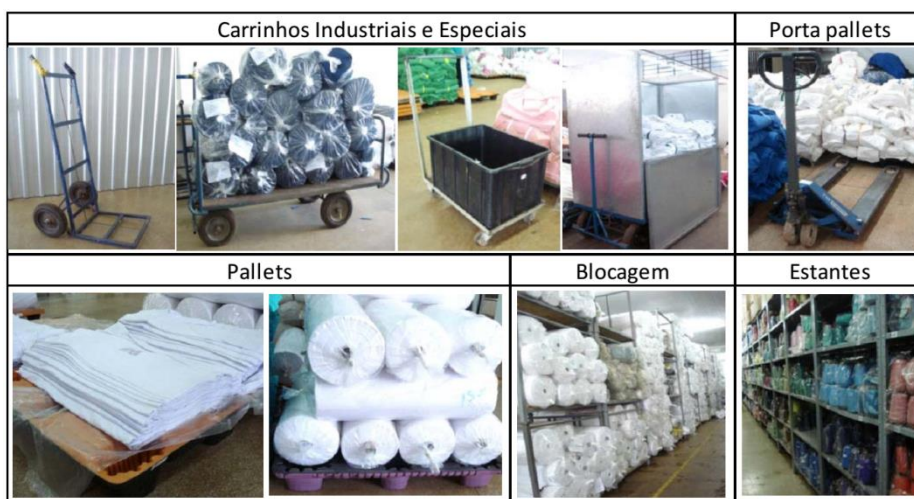 Carrinhos Industriais e Especiais
Porta pallets
Pallets
Blocagem
Estantes